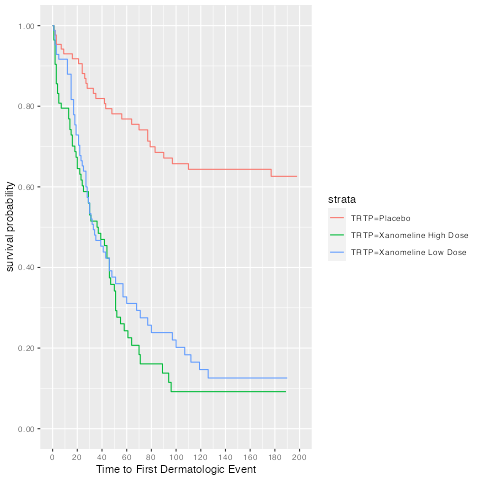 1.00
0.80
0.60
0.40
0.20
0.00
survival probability
0 20 40 60 80 100 120 140 160 180 200
Time to First Dermatologic Event
strata
TRTP=Placebo
TRTP=Xanomeline High Dose
TRTP=Xanomeline Low Dose